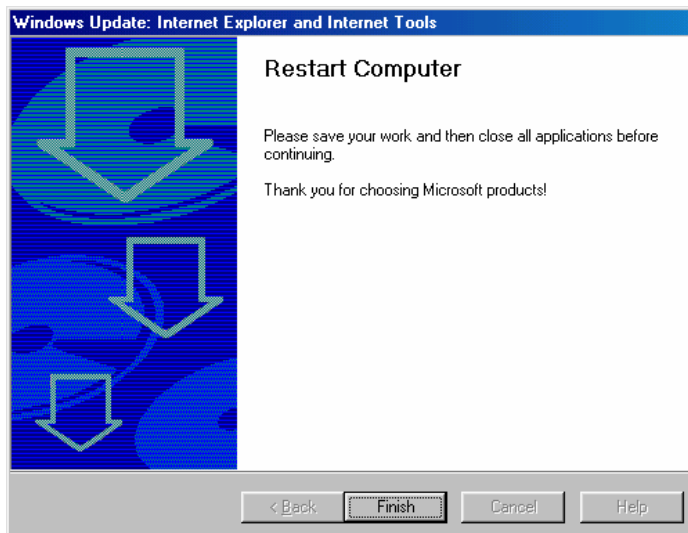 Windows Update: Internet Explorer and Internet Tools
Restart Computer
Please save your work and then close all applications before
continuing.
Thank you for choosing Microsoft products!
< Back
Finish
Cancel
Help